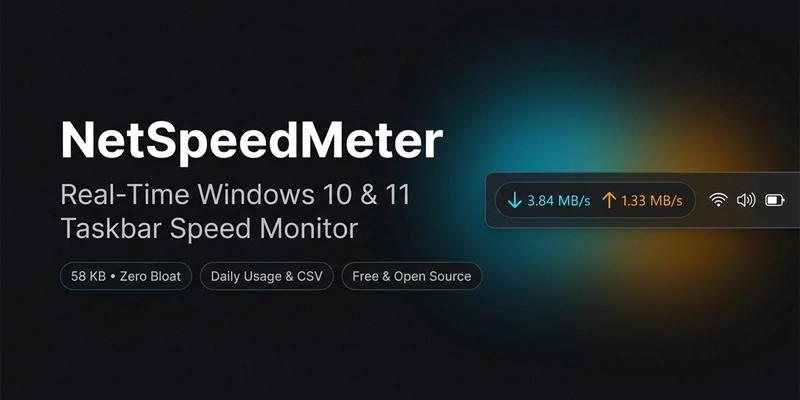 NetSpeedMeter
Real-Time Windows 10 & 11
Taskbar Speed Monitor
58 KB • Zero Bloat
Daily Usage & CSV
Free & Open Source
↓ 3.84 MB/s ↑ 1.33 MB/s